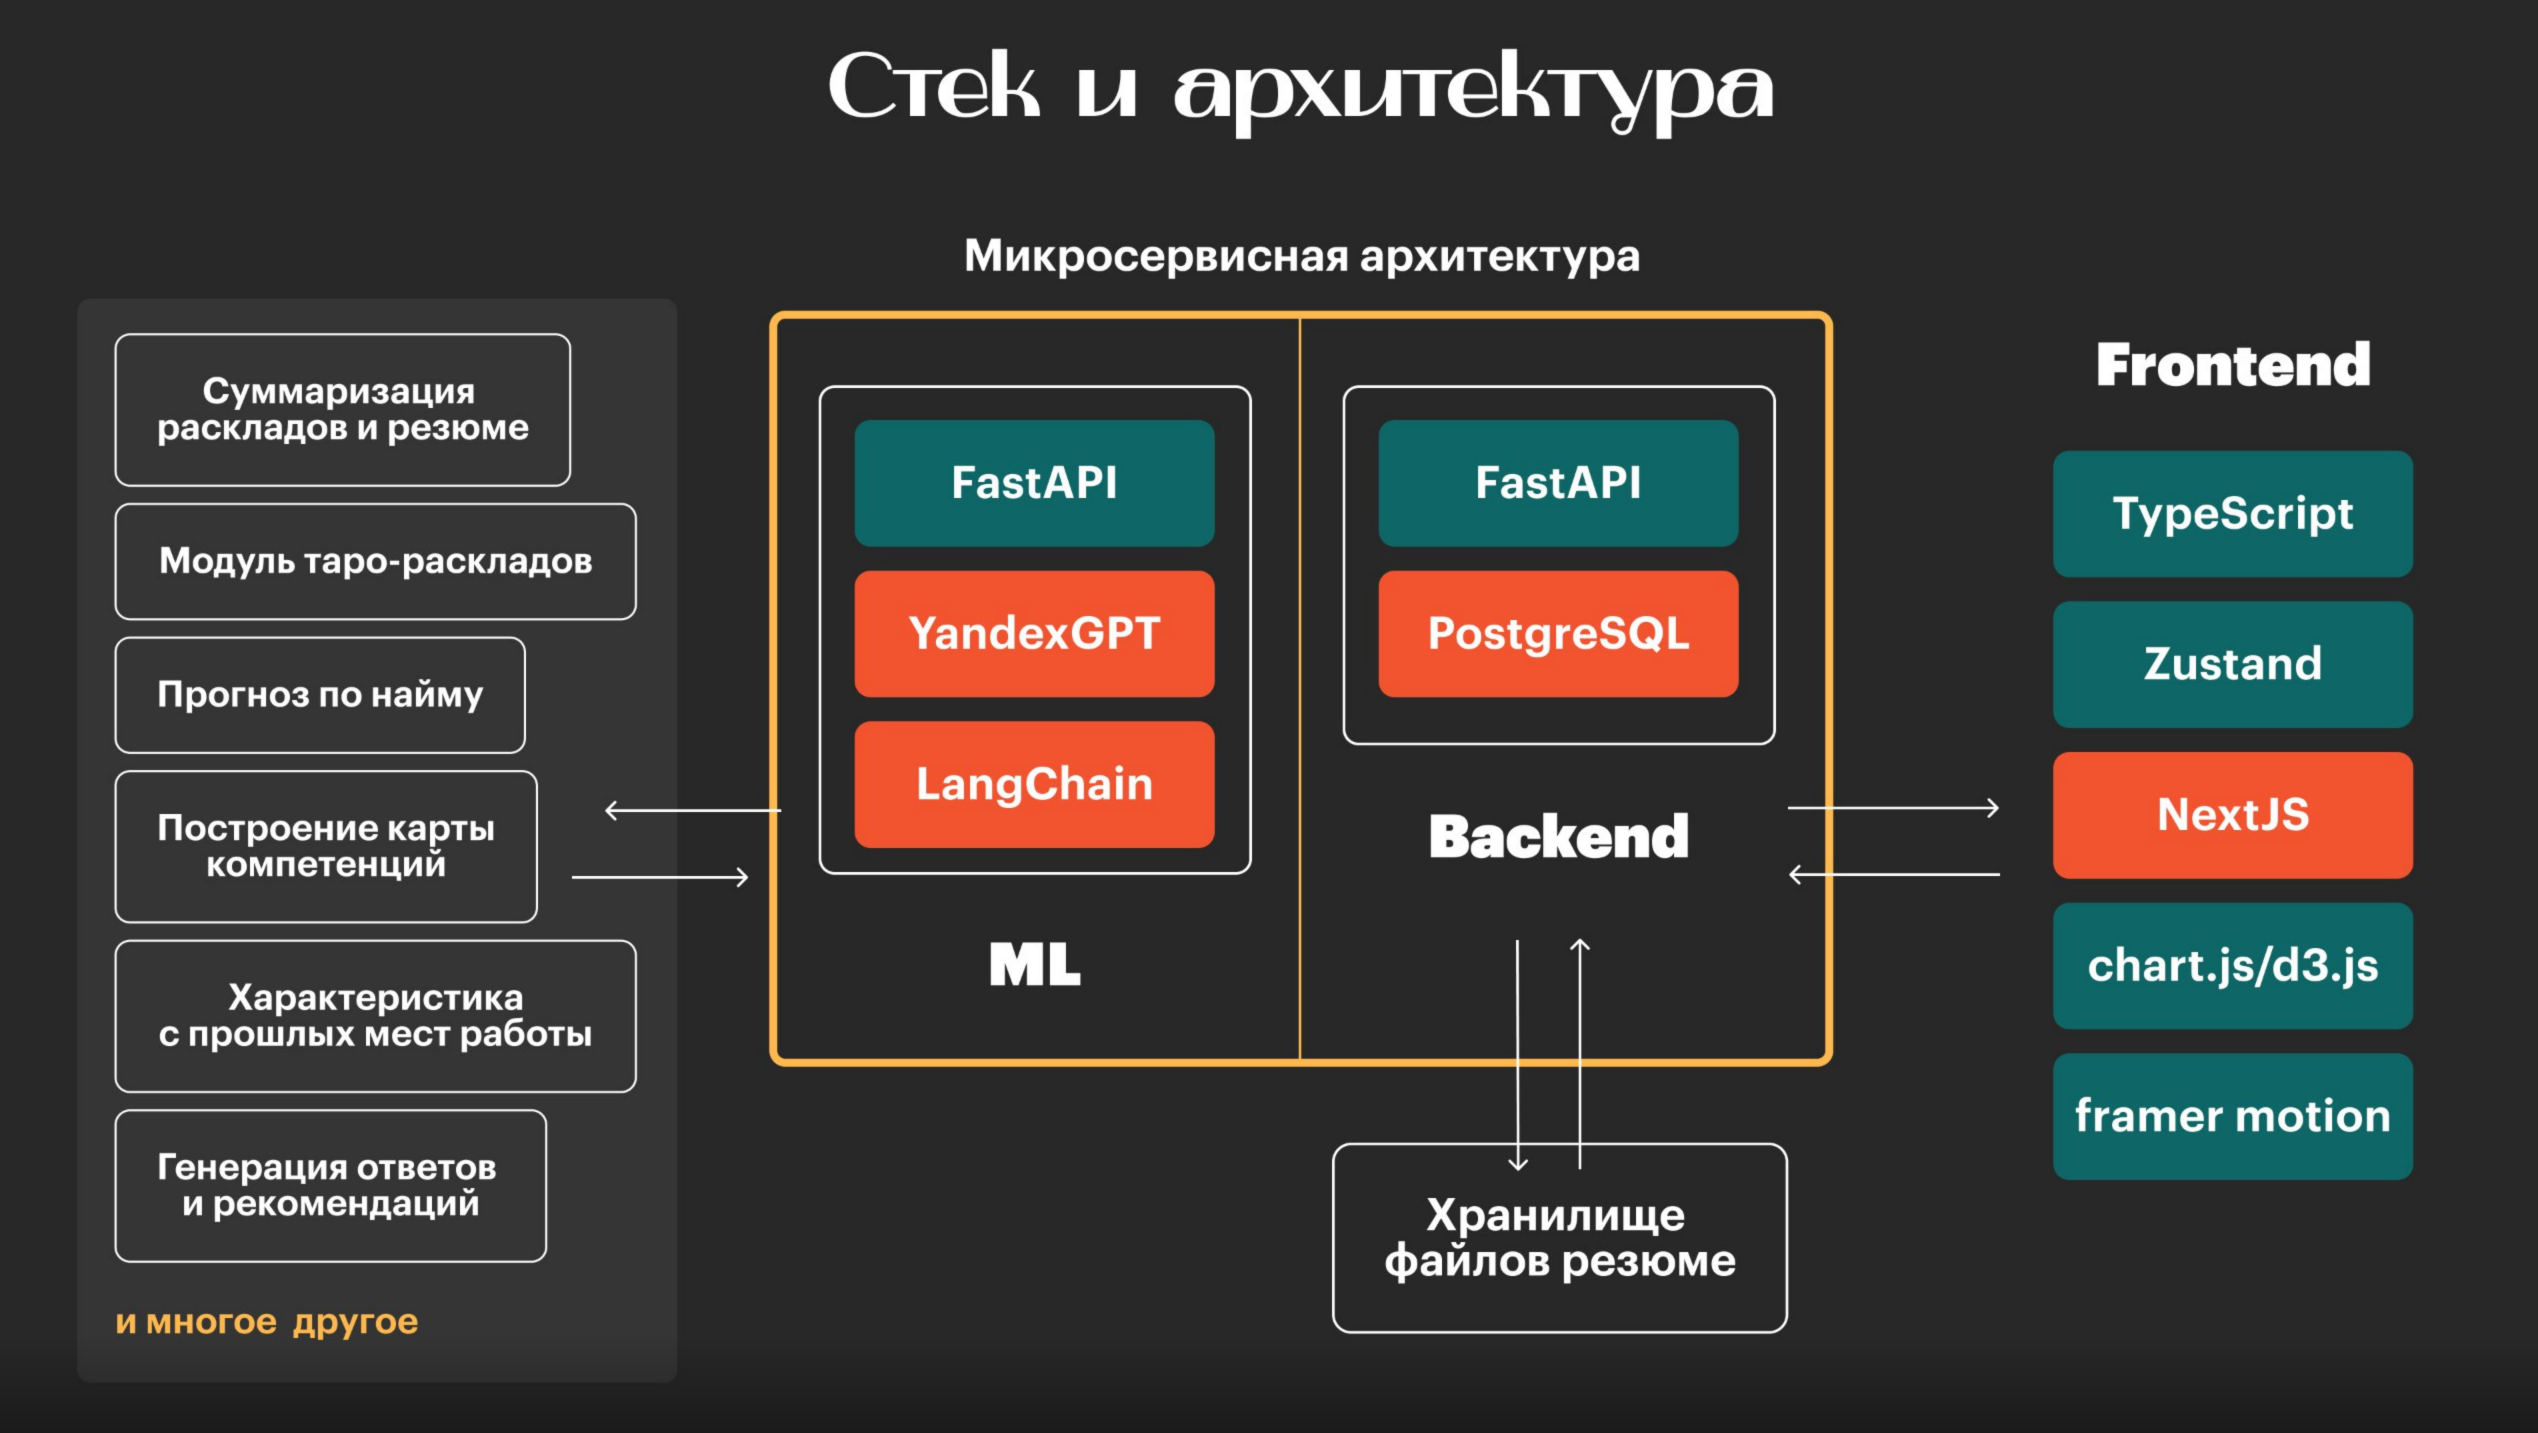 Стек и архитектура
Микросервисная архитектура
Суммаризация
раскладов и резюме
Модуль таро-раскладов
Прогноз по найму
Построение карты
компетенций
Характеристика
с прошлых мест работы
Генерация ответов
и рекомендаций
и многое другое
FastAPI
YandexGPT
LangChain
ML
FastAPI
PostgreSQL
Backend
Хранилище
файлов резюме
Frontend
TypeScript
Zustand
NextJS
chart.js/d3.js
framer motion